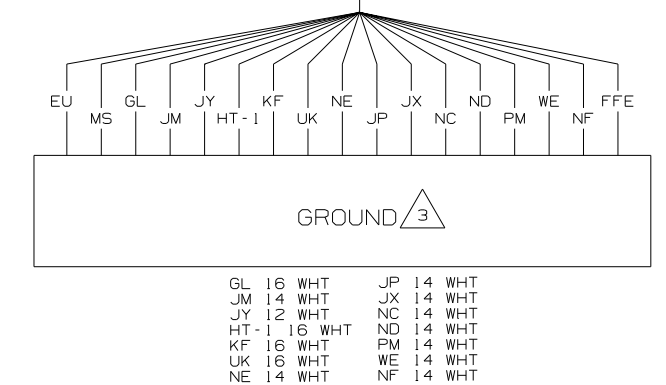 EU GL JY KF NE JX ND WE FFE
MS JM HT-1 UK JP NC PM NF
GROUND 3
GL 16 WHT JP 14 WHT
JM 14 WHT JX 14 WHT
JY 12 WHT NC 14 WHT
HT-1 16 WHT ND 14 WHT
KF 16 WHT PM 14 WHT
UK 16 WHT WE 14 WHT
NE 14 WHT NF 14 WHT